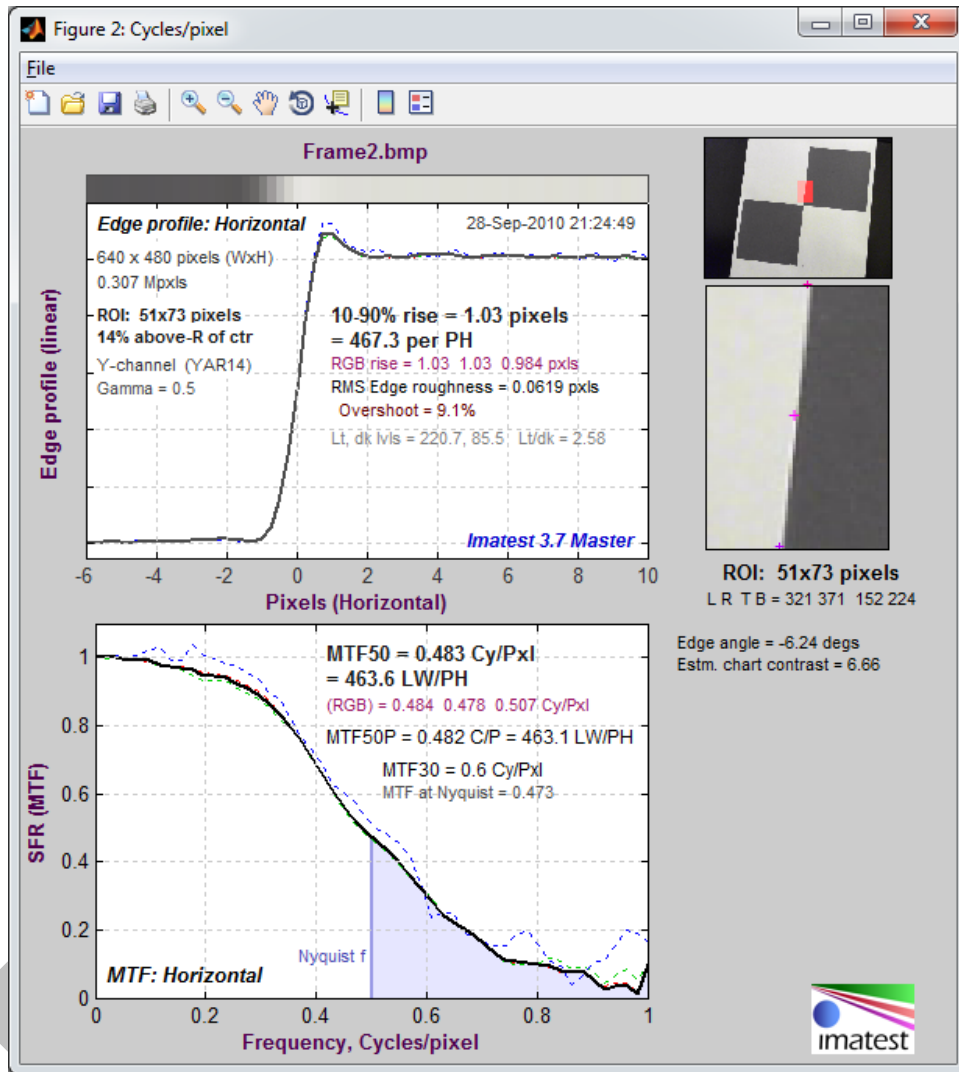 Figure 2: Cycles/pixel
File
Frame2.bmp
Edge profile: Horizontal
28-Sep-2010 21:24:49
640 x 480 pixels (WxH)
0.307 Mpxls
ROI: 51x73 pixels
14% above-R of ctr
Y-channel (YAR14)
Gamma = 0.5
10-90% rise = 1.03 pixels
= 467.3 per PH
RGB rise = 1.03 1.03 0.984 pxls
RMS Edge roughness = 0.0619 pxls
Overshoot = 9.1%
Lt, dk lvls = 220.7, 85.5 Lt/dk = 2.58
Imatest 3.7 Master
Edge profile (linear)
-6 -4 -2 0 2 4 6 8 10
Pixels (Horizontal)
ROI: 51x73 pixels
L R T B = 321 371 152 224
Edge angle = -6.24 degs
Estm. chart contrast = 6.66
MTF50 = 0.483 Cy/Pxl
= 463.6 LW/PH
(RGB) = 0.484 0.478 0.507 Cy/Pxl
MTF50P = 0.482 C/P = 463.1 LW/PH
MTF30 = 0.6 Cy/Pxl
MTF at Nyquist = 0.473
1
0.8
0.6
0.4
0.2
0
SFR (MTF)
Nyquist f
MTF: Horizontal
0 0.2 0.4 0.6 0.8 1
Frequency, Cycles/pixel
imatest